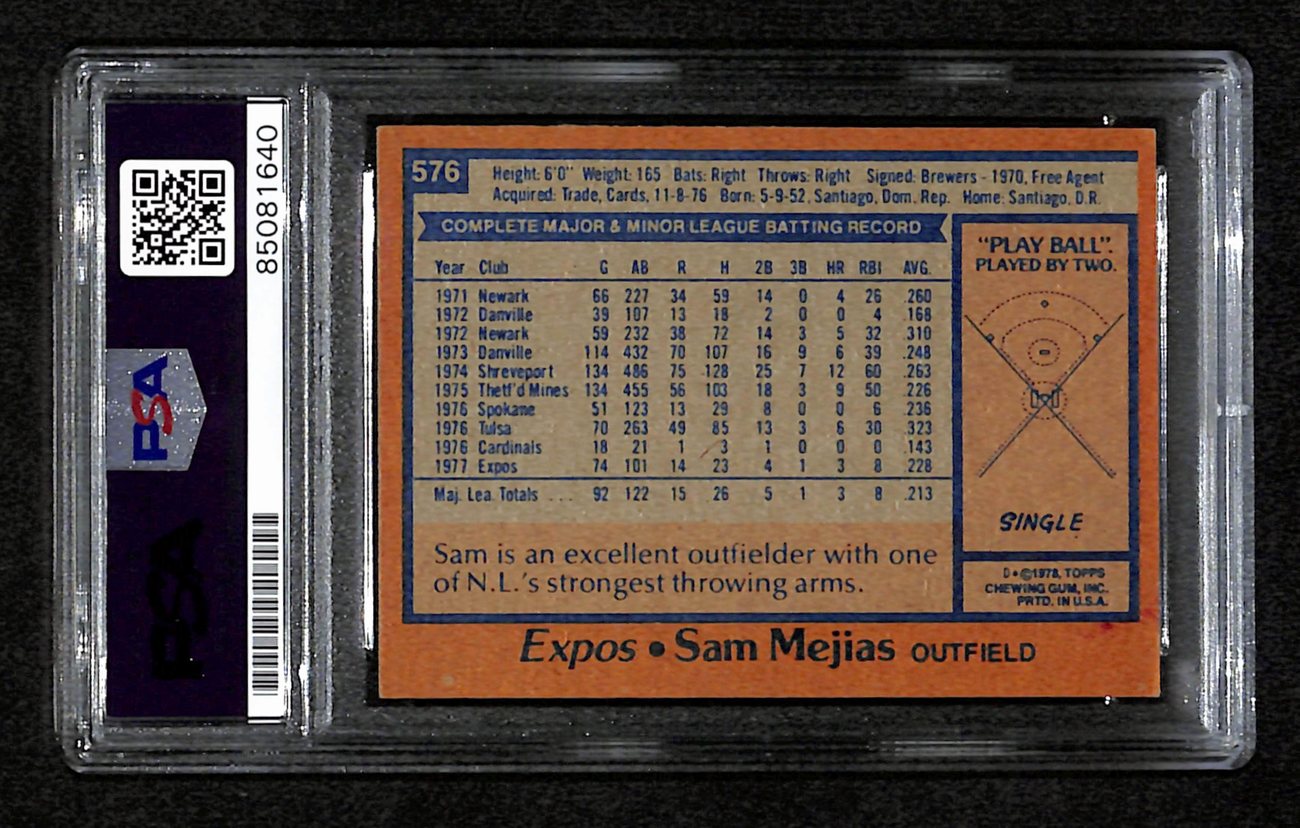 85081640
PSA
PSA
576
Height: 6'0" Weight: 165 Bats: Right Throws: Right Signed: Brewers - 1970, Free Agent
Acquired: Trade, Cards, 11-8-76 Born: 5-9-52, Santiago, Dom. Rep. Home: Santiago, D.R.
COMPLETE MAJOR & MINOR LEAGUE BATTING RECORD
Year Club G AB R H 2B 3B HR RBI AVG.
1971 Newark 66 227 34 59 14 0 4 26 .260
1972 Danville 39 107 13 18 2 0 0 4 .168
1972 Newark 59 232 38 72 14 3 5 32 .310
1973 Danville 114 432 70 107 16 9 6 39 .248
1974 Shreveport 134 486 75 128 25 7 12 60 .263
1975 Thetf'd Mines 134 455 56 103 18 3 9 50 .226
1976 Spokane 51 123 13 29 8 0 0 6 .236
1976 Tulsa 70 263 49 85 13 3 6 30 .323
1976 Cardinals 18 21 1 3 1 0 0 0 .143
1977 Expos 74 101 14 23 4 1 3 8 .228
Maj. Lea. Totals ... 92 122 15 26 5 1 3 8 .213
Sam is an excellent outfielder with one
of N.L.'s strongest throwing arms.
"PLAY BALL".
PLAYED BY TWO.
SINGLE
D•©1978, TOPPS
CHEWING GUM, INC.
PRTD. IN U.S.A.
Expos • Sam Mejias OUTFIELD